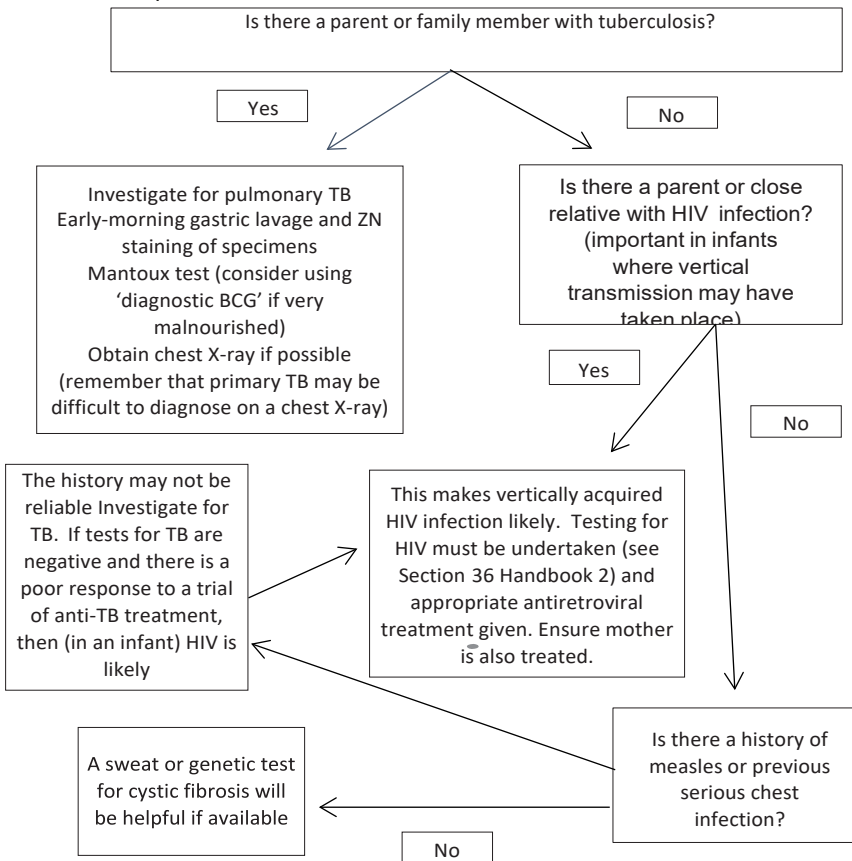 Is there a parent or family member with tuberculosis?
Yes
No
Investigate for pulmonary TB
Early-morning gastric lavage and ZN
staining of specimens
Mantoux test (consider using
‘diagnostic BCG’ if very
malnourished)
Obtain chest X-ray if possible
(remember that primary TB may be
difficult to diagnose on a chest X-ray)
Is there a parent or close
relative with HIV infection?
(important in infants
where vertical
transmission may have
taken place)
Yes
No
The history may not be
reliable Investigate for
TB. If tests for TB are
negative and there is a
poor response to a trial
of anti-TB treatment,
then (in an infant) HIV is
likely
This makes vertically acquired
HIV infection likely. Testing for
HIV must be undertaken (see
Section 36 Handbook 2) and
appropriate antiretroviral
treatment given. Ensure mother
is also treated.
Is there a history of
measles or previous
serious chest
infection?
A sweat or genetic test
for cystic fibrosis will
be helpful if available
No